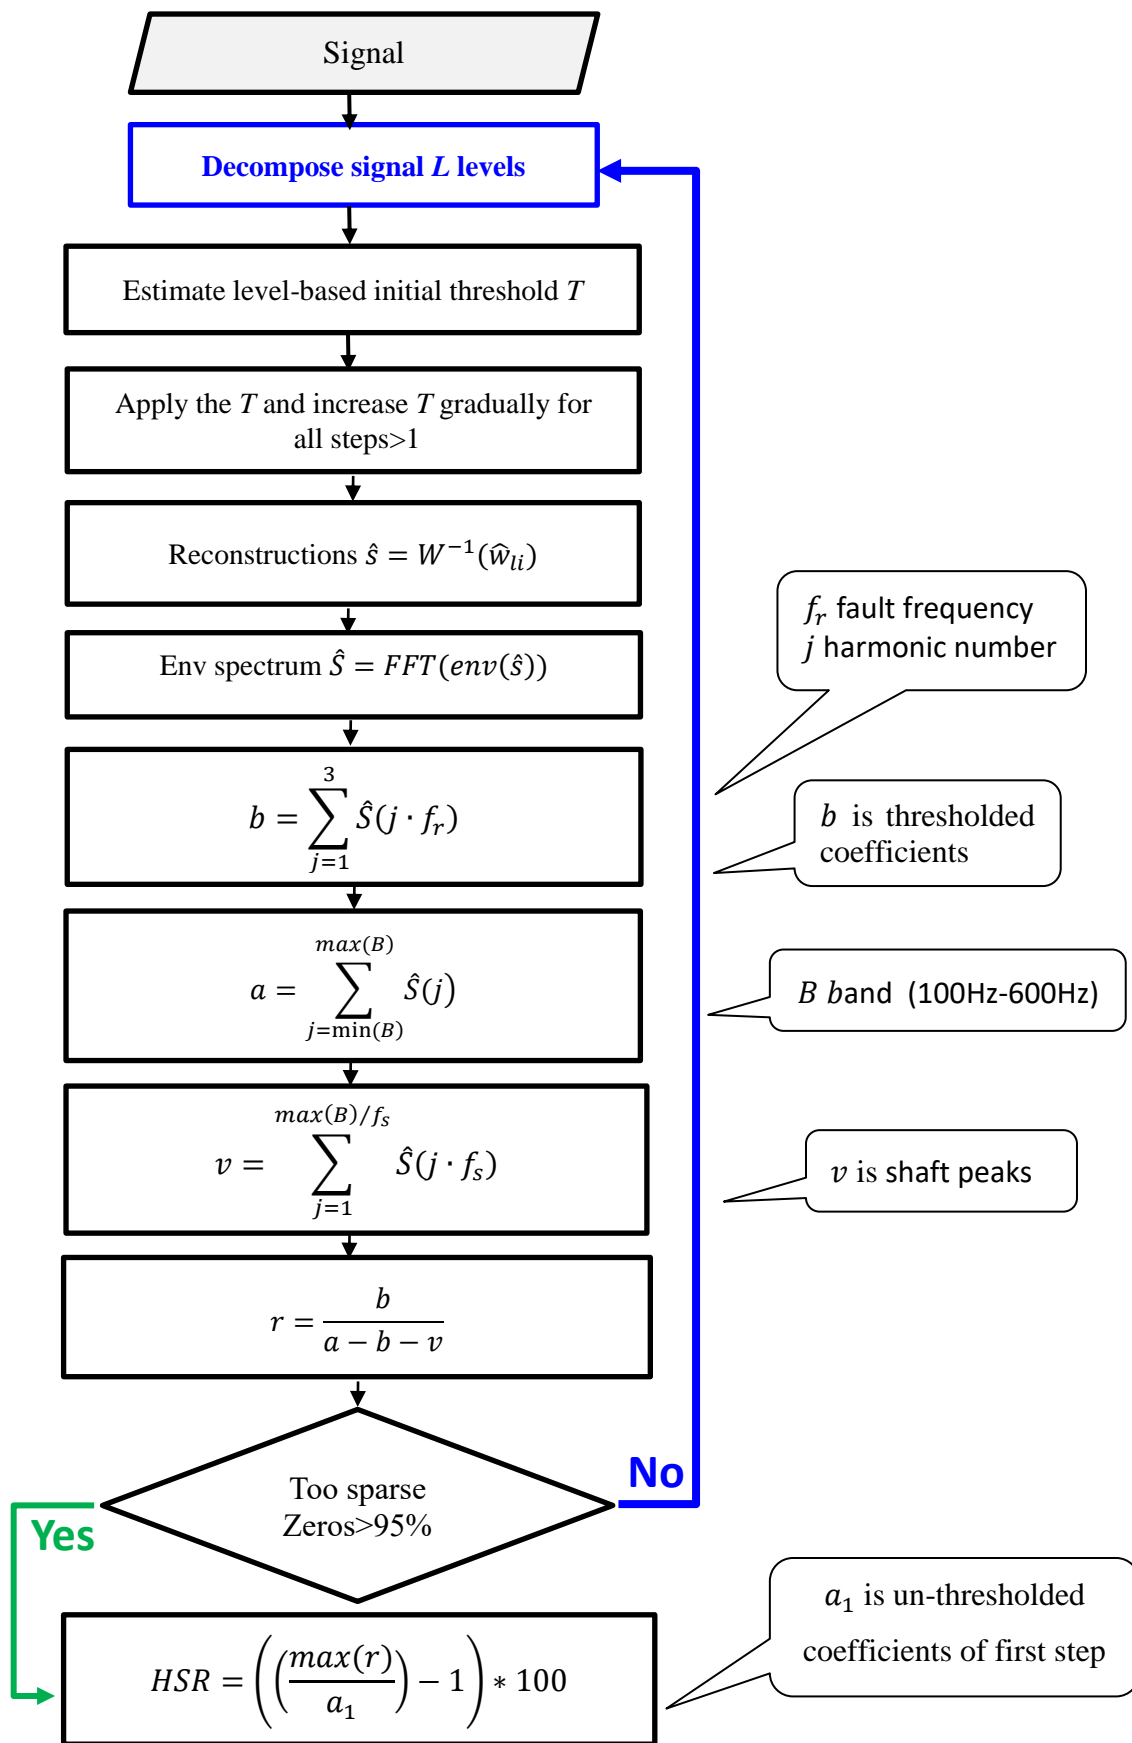 Signal
Decompose signal L levels
Estimate level-based initial threshold T
Apply the T and increase T gradually for
all steps>1
Reconstructions ŝ = W⁻¹(ŵ_li)
Env spectrum Ŝ = FFT(env(ŝ))
f_r fault frequency
j harmonic number
b = ∑_{j=1}^{3} Ŝ(j · f_r)
b is thresholded
coefficients
a = ∑_{j=min(B)}^{max(B)} Ŝ(j)
B band (100Hz-600Hz)
v = ∑_{j=1}^{max(B)/f_s} Ŝ(j · f_s)
v is shaft peaks
r = b / (a − b − v)
Too sparse
Zeros>95%
No
Yes
a₁ is un-thresholded
coefficients of first step
HSR = ((max(r) / a₁) − 1) * 100